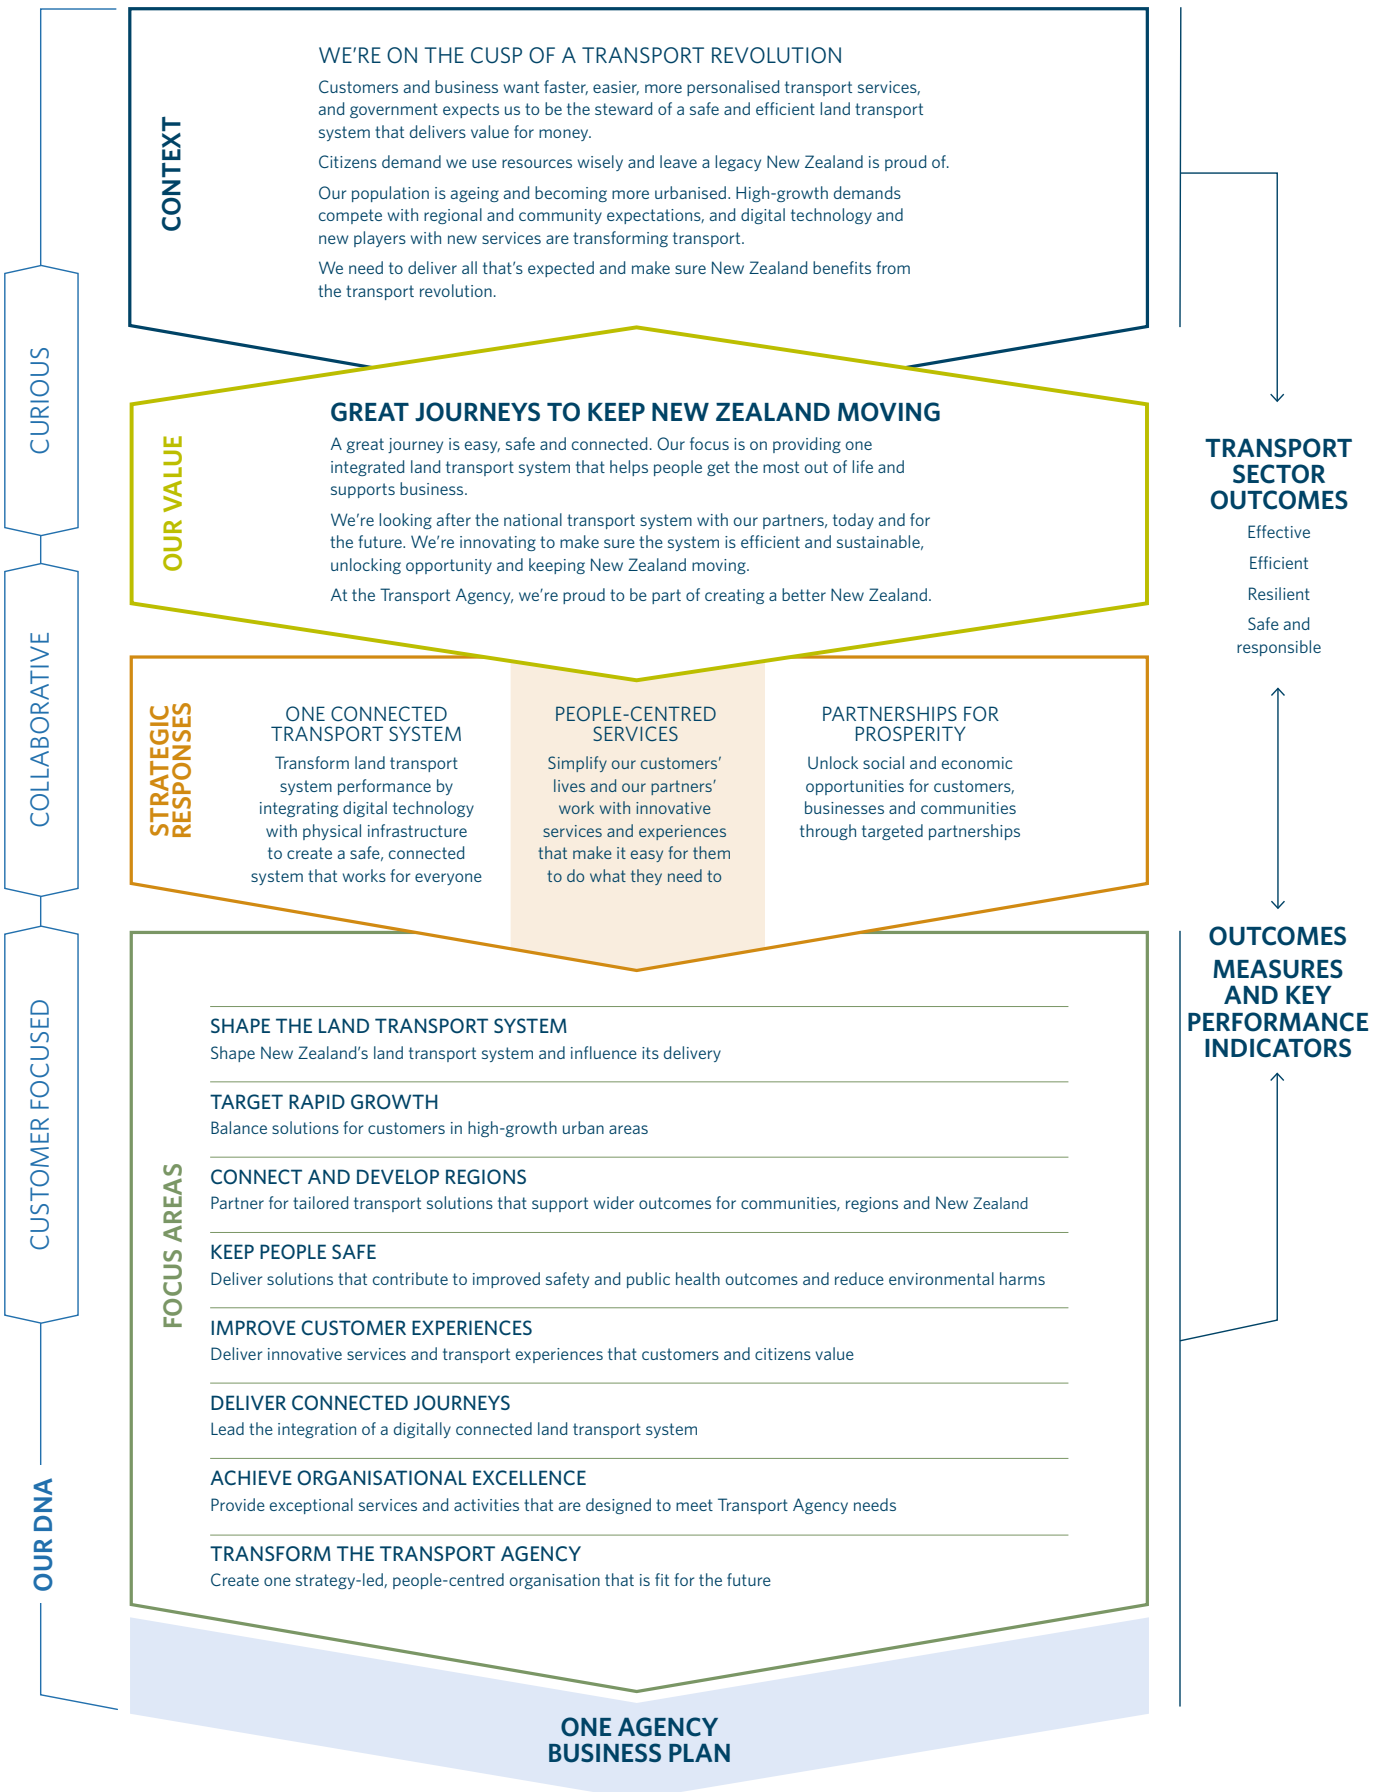 CONTEXT
WE'RE ON THE CUSP OF A TRANSPORT REVOLUTION
Customers and business want faster, easier, more personalised transport services,
and government expects us to be the steward of a safe and efficient land transport
system that delivers value for money.
Citizens demand we use resources wisely and leave a legacy New Zealand is proud of.
Our population is ageing and becoming more urbanised. High-growth demands
compete with regional and community expectations, and digital technology and
new players with new services are transforming transport.
We need to deliver all that's expected and make sure New Zealand benefits from
the transport revolution.
OUR VALUE
GREAT JOURNEYS TO KEEP NEW ZEALAND MOVING
A great journey is easy, safe and connected. Our focus is on providing one
integrated land transport system that helps people get the most out of life and
supports business.
We're looking after the national transport system with our partners, today and for
the future. We're innovating to make sure the system is efficient and sustainable,
unlocking opportunity and keeping New Zealand moving.
At the Transport Agency, we're proud to be part of creating a better New Zealand.
STRATEGIC
RESPONSES
ONE CONNECTED
TRANSPORT SYSTEM
Transform land transport
system performance by
integrating digital technology
with physical infrastructure
to create a safe, connected
system that works for everyone
PEOPLE-CENTRED
SERVICES
Simplify our customers'
lives and our partners'
work with innovative
services and experiences
that make it easy for them
to do what they need to
PARTNERSHIPS FOR
PROSPERITY
Unlock social and economic
opportunities for customers,
businesses and communities
through targeted partnerships
FOCUS AREAS
SHAPE THE LAND TRANSPORT SYSTEM
Shape New Zealand's land transport system and influence its delivery
TARGET RAPID GROWTH
Balance solutions for customers in high-growth urban areas
CONNECT AND DEVELOP REGIONS
Partner for tailored transport solutions that support wider outcomes for communities, regions and New Zealand
KEEP PEOPLE SAFE
Deliver solutions that contribute to improved safety and public health outcomes and reduce environmental harms
IMPROVE CUSTOMER EXPERIENCES
Deliver innovative services and transport experiences that customers and citizens value
DELIVER CONNECTED JOURNEYS
Lead the integration of a digitally connected land transport system
ACHIEVE ORGANISATIONAL EXCELLENCE
Provide exceptional services and activities that are designed to meet Transport Agency needs
TRANSFORM THE TRANSPORT AGENCY
Create one strategy-led, people-centred organisation that is fit for the future
ONE AGENCY
BUSINESS PLAN
CURIOUS
COLLABORATIVE
CUSTOMER FOCUSED
OUR DNA
TRANSPORT
SECTOR
OUTCOMES
Effective
Efficient
Resilient
Safe and
responsible
OUTCOMES
MEASURES
AND KEY
PERFORMANCE
INDICATORS